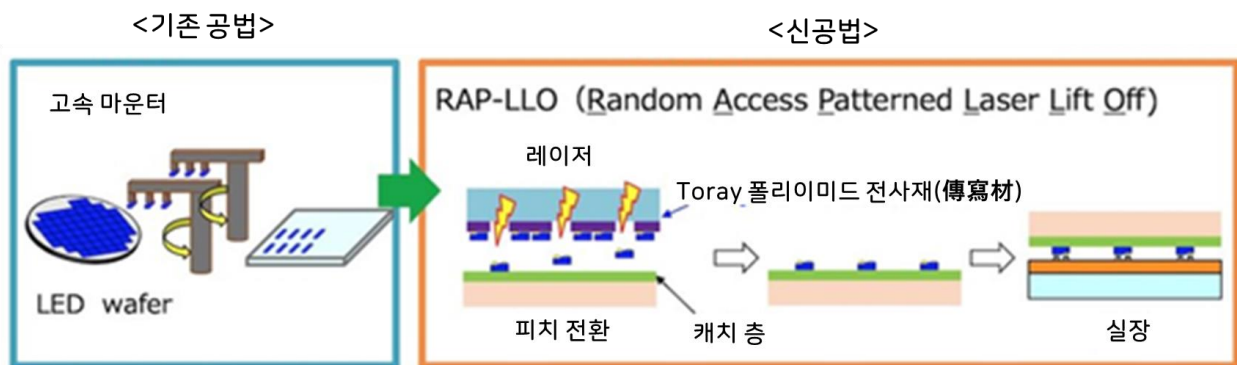 <기존 공법>
<신공법>
고속 마운터
LED wafer
RAP-LLO (Random Access Patterned Laser Lift Off)
레이저
Toray 폴리이미드 전사재(傳寫材)
피치 전환
캐치 층
실장